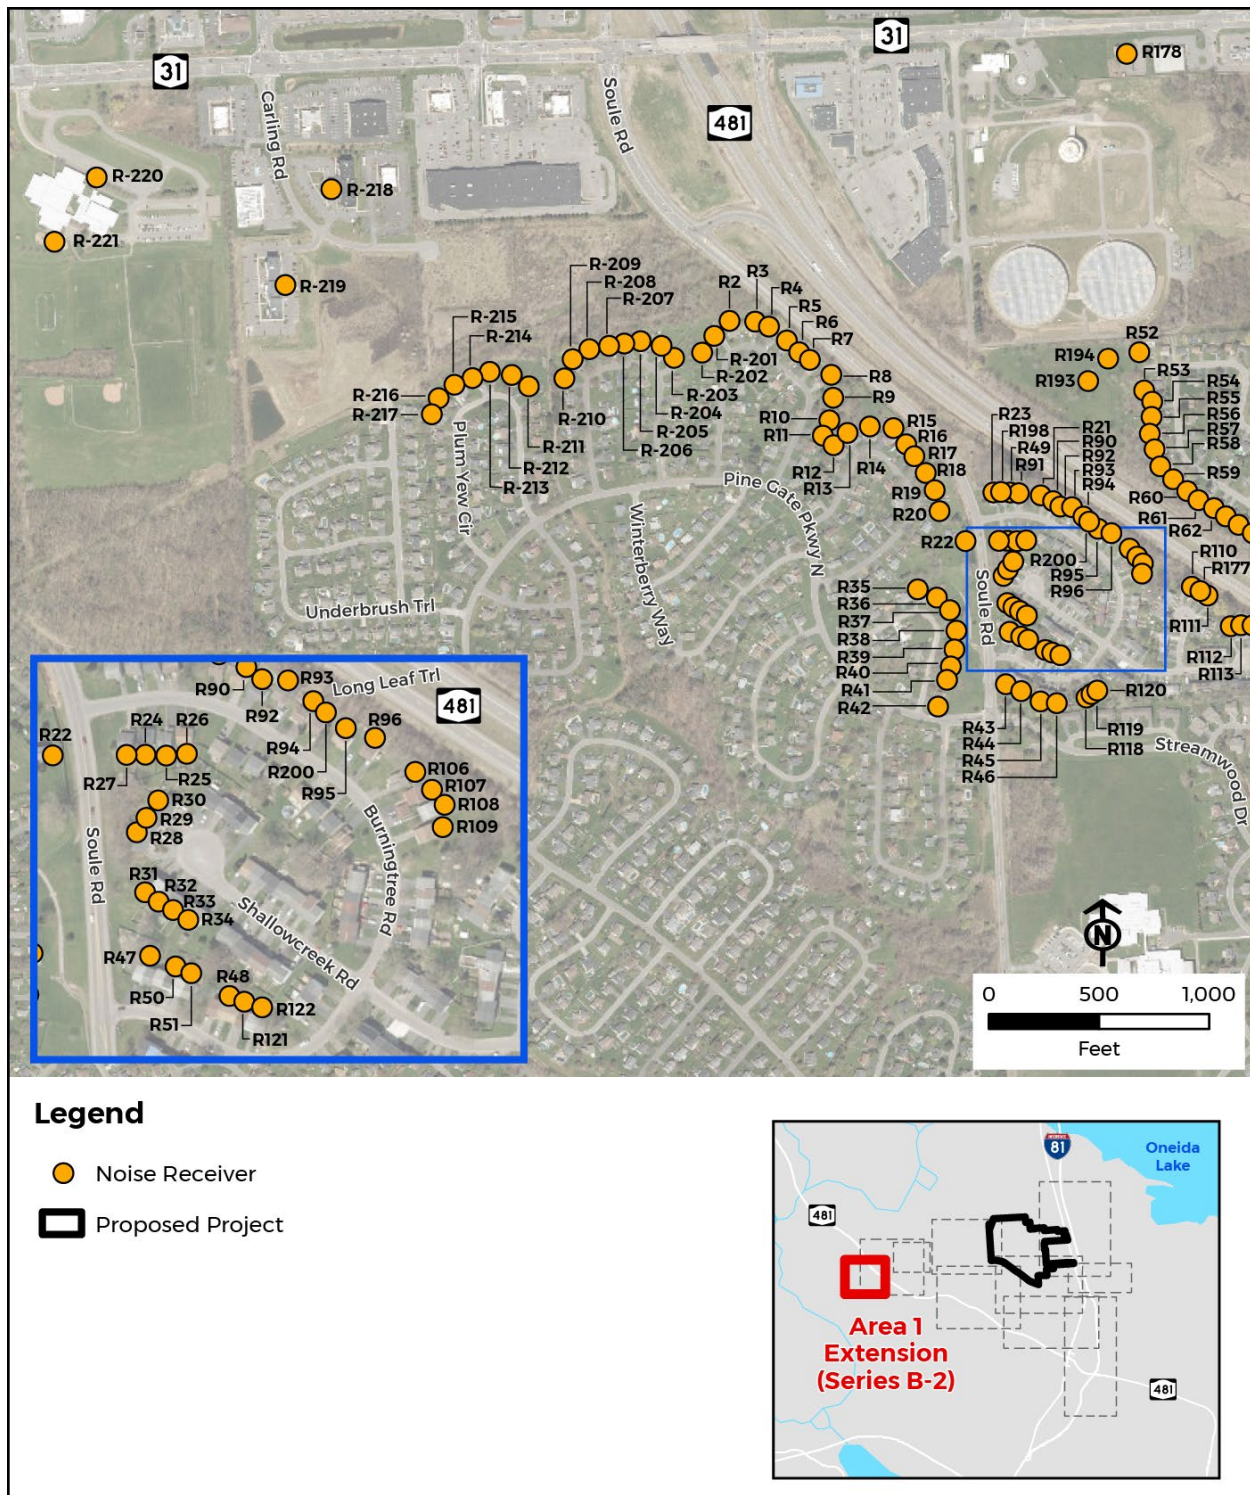 31
31
R178
Carling Rd
Soule Rd
481
R-220
R-218
R-221
R-219
R-209
R-208
R-207
R2
R3
R4
R5
R6
R7
R-215
R-214
R-201
R-202
R-203
R-204
R-205
R-206
R-216
R-217
R-210
R-211
R-212
R-213
R8
R9
R10
R11
R12
R13
R14
R15
R16
R17
R18
R19
R20
R52
R194
R193
R53
R54
R55
R56
R57
R58
R59
R60
R61
R62
R23
R198
R49
R91
R21
R90
R92
R93
R94
Plum Yew Cir
Winterberry Way
Pine Gate Pkwy N
Underbrush Trl
R22
Soule Rd
R200
R95
R96
R110
R177
R111
R112
R113
R35
R36
R37
R38
R39
R40
R41
R42
R43
R44
R45
R46
R120
R119
R118
Streamwood Dr
R90
R92
R93
Long Leaf Trl
481
R22
R24
R26
R27
R25
R94
R200
R95
R96
R106
R107
R108
R109
R30
R29
R28
Soule Rd
Burningtree Rd
R31
R32
R33
R34
Shallowcreek Rd
R47
R50
R51
R48
R122
R121
N
0 500 1,000
Feet
Legend
Noise Receiver
Proposed Project
INTERSTATE
81
Oneida
Lake
481
Area 1
Extension
(Series B-2)
481